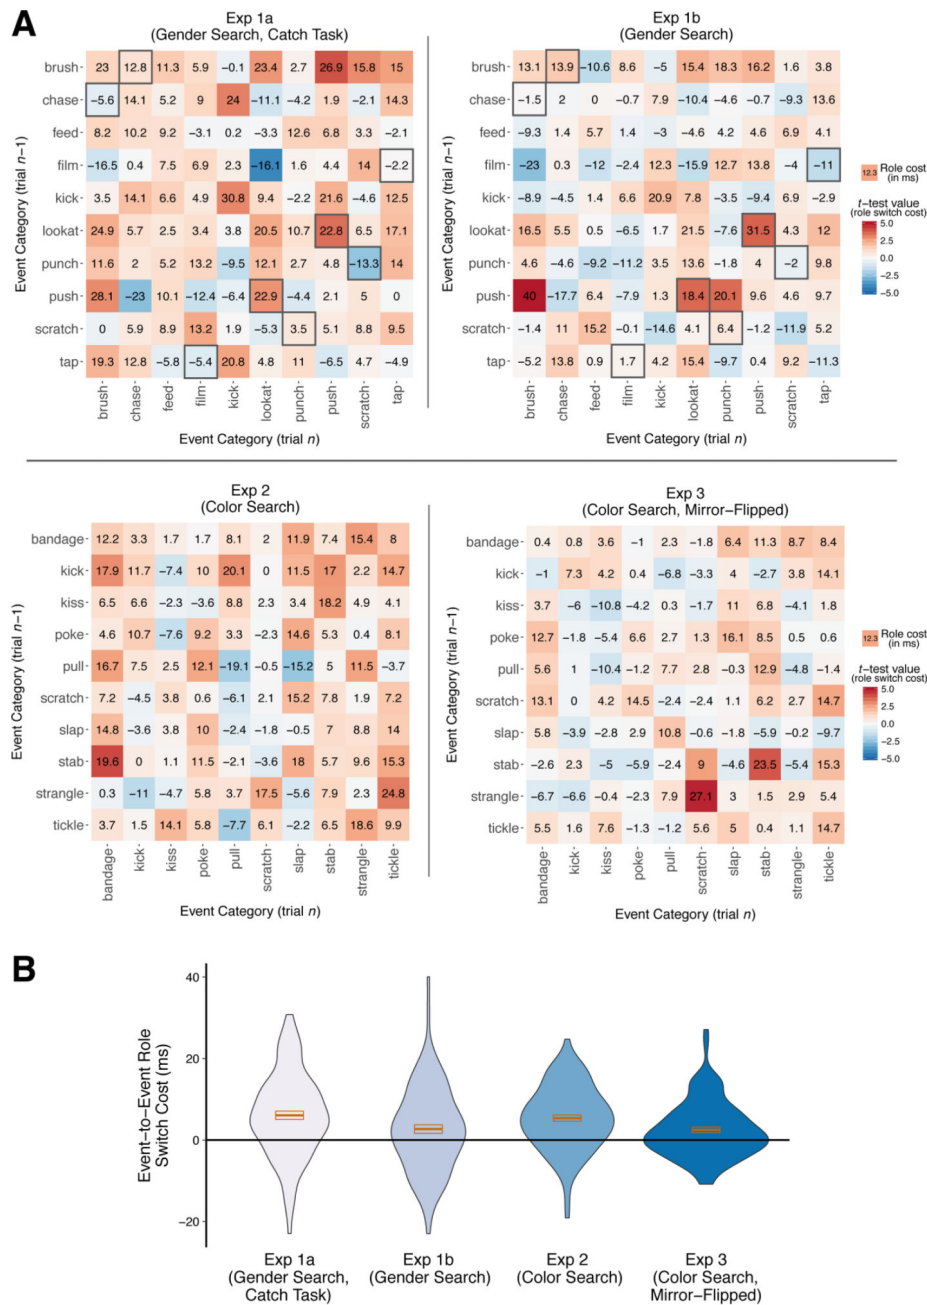 A
Exp 1a
(Gender Search, Catch Task)
Event Category (trial n−1)
brush 23 12.8 11.3 5.9 −0.1 23.4 2.7 26.9 15.8 15
chase −5.6 14.1 5.2 9 24 −11.1 −4.2 1.9 −2.1 14.3
feed 8.2 10.2 9.2 −3.1 0.2 −3.3 12.6 6.8 3.3 −2.1
film −16.5 0.4 7.5 6.9 2.3 −16.1 1.6 4.4 14 −2.2
kick 3.5 14.1 6.6 4.9 30.8 9.4 −2.2 21.6 −4.6 12.5
lookat 24.9 5.7 2.5 3.4 3.8 20.5 10.7 22.8 6.5 17.1
punch 11.6 2 5.2 13.2 −9.5 12.1 2.7 4.8 −13.3 14
push 28.1 −23 10.1 −12.4 −6.4 22.9 −4.4 2.1 5 0
scratch 0 5.9 8.9 13.2 1.9 −5.3 3.5 5.1 8.8 9.5
tap 19.3 12.8 −5.8 −5.4 20.8 4.8 11 −6.5 4.7 −4.9
brush chase feed film kick lookat punch push scratch tap
Event Category (trial n)
Exp 1b
(Gender Search)
Event Category (trial n−1)
brush 13.1 13.9 −10.6 8.6 −5 15.4 18.3 16.2 1.6 3.8
chase −1.5 2 0 −0.7 7.9 −10.4 −4.6 −0.7 −9.3 13.6
feed −9.3 1.4 5.7 1.4 −3 −4.6 4.2 4.6 6.9 4.1
film −23 0.3 −12 −2.4 12.3 −15.9 12.7 13.8 −4 −11
kick −8.9 −4.5 1.4 6.6 20.9 7.8 −3.5 −9.4 6.9 −2.9
lookat 16.5 5.5 0.5 −6.5 1.7 21.5 −7.6 31.5 4.3 12
punch 4.6 −4.6 −9.2 −11.2 3.5 13.6 −1.8 4 −2 9.8
push 40 −17.7 6.4 −7.9 1.3 18.4 20.1 9.6 4.6 9.7
scratch −1.4 11 15.2 −0.1 −14.6 4.1 6.4 −1.2 −11.9 5.2
tap −5.2 13.8 0.9 1.7 4.2 15.4 −9.7 0.4 9.2 −11.3
brush chase feed film kick lookat punch push scratch tap
Event Category (trial n)
12.3 Role cost
(in ms)
t−test value
(role switch cost)
5.0
2.5
0.0
−2.5
−5.0
Exp 2
(Color Search)
Event Category (trial n−1)
bandage 12.2 3.3 1.7 1.7 8.1 2 11.9 7.4 15.4 8
kick 17.9 11.7 −7.4 10 20.1 0 11.5 17 2.2 14.7
kiss 6.5 6.6 −2.3 −3.6 8.8 2.3 3.4 18.2 4.9 4.1
poke 4.6 10.7 −7.6 9.2 3.3 −2.3 14.6 5.3 0.4 8.1
pull 16.7 7.5 2.5 12.1 −19.1 −0.5 −15.2 5 11.5 −3.7
scratch 7.2 −4.5 3.8 0.6 −6.1 2.1 15.2 7.8 1.9 7.2
slap 14.8 −3.6 3.8 10 −2.4 −2.4 −0.5 7 8.8 14
stab 19.6 0 1.1 11.5 −2.1 −3.6 18 5.7 9.6 15.3
strangle 0.3 −11 −4.7 5.8 3.7 17.5 −5.6 7.9 2.3 24.8
tickle 3.7 1.5 14.1 5.8 −7.7 6.1 −2.2 6.5 18.6 9.9
bandage kick kiss poke pull scratch slap stab strangle tickle
Event Category (trial n)
Exp 3
(Color Search, Mirror−Flipped)
Event Category (trial n−1)
bandage 0.4 0.8 3.6 −1 2.3 −1.8 6.4 11.3 8.7 8.4
kick −1 7.3 4.2 0.4 −6.8 −3.3 4 −2.7 3.8 14.1
kiss 3.7 −6 −10.8 −4.2 0.3 −1.7 11 6.8 −4.1 1.8
poke 12.7 −1.8 −5.4 6.6 2.7 1.3 16.1 8.5 0.5 0.6
pull 5.6 1 −10.4 −1.2 7.7 2.8 −0.3 12.9 −4.8 −1.4
scratch 13.1 0 4.2 14.5 −2.4 −2.4 1.1 6.2 2.7 14.7
slap 5.8 −3.9 −2.8 2.9 10.8 −0.6 −1.8 −5.9 −0.2 −9.7
stab −2.6 2.3 −5 −5.9 −2.4 9 −4.6 23.5 −5.4 15.3
strangle −6.7 −6.6 −0.4 −2.3 7.9 27.1 3 1.5 2.9 5.4
tickle 5.5 1.6 7.6 −1.3 −1.2 5.6 5 0.4 1.1 14.7
bandage kick kiss poke pull scratch slap stab strangle tickle
Event Category (trial n)
12.3 Role cost
(in ms)
t−test value
(role switch cost)
5.0
2.5
0.0
−2.5
−5.0
B
Event−to−Event Role
Switch Cost (ms)
40
20
0
−20
Exp 1a
(Gender Search,
Catch Task)
Exp 1b
(Gender Search)
Exp 2
(Color Search)
Exp 3
(Color Search,
Mirror−Flipped)